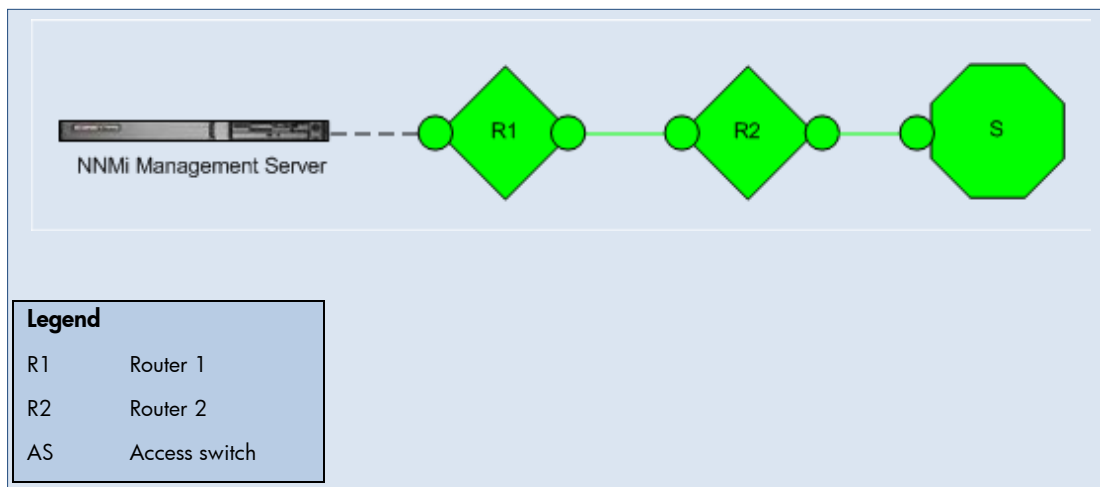 R1
R2
S
NNMi Management Server
Legend
R1 Router 1
R2 Router 2
AS Access switch